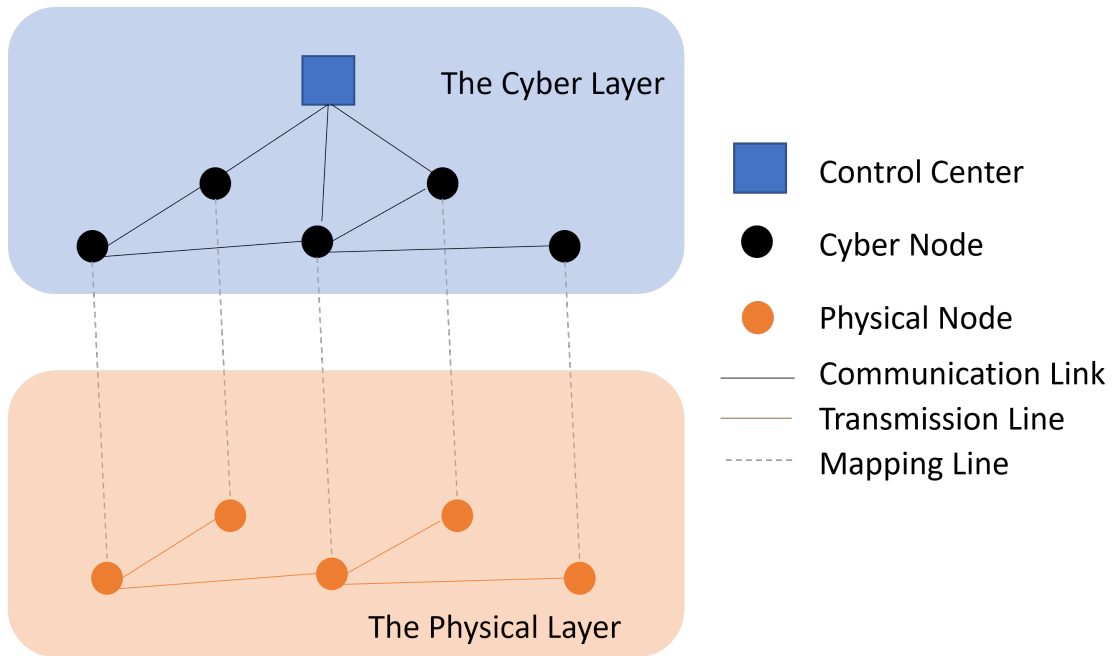 The Cyber Layer
Control Center
Cyber Node
Physical Node
Communication Link
Transmission Line
Mapping Line
The Physical Layer